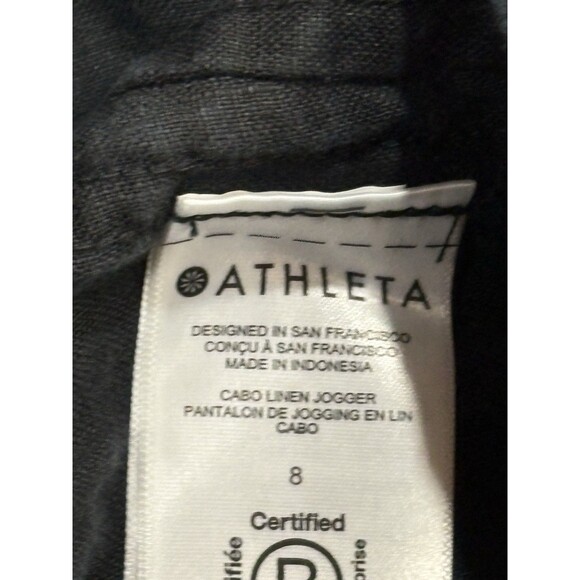 ATHLETA
DESIGNED IN SAN FRANCISCO
CONÇU À SAN FRANCISCO
MADE IN INDONESIA
CABO LINEN JOGGER
PANTALON DE JOGGING EN LIN
CABO
8
Certified
B